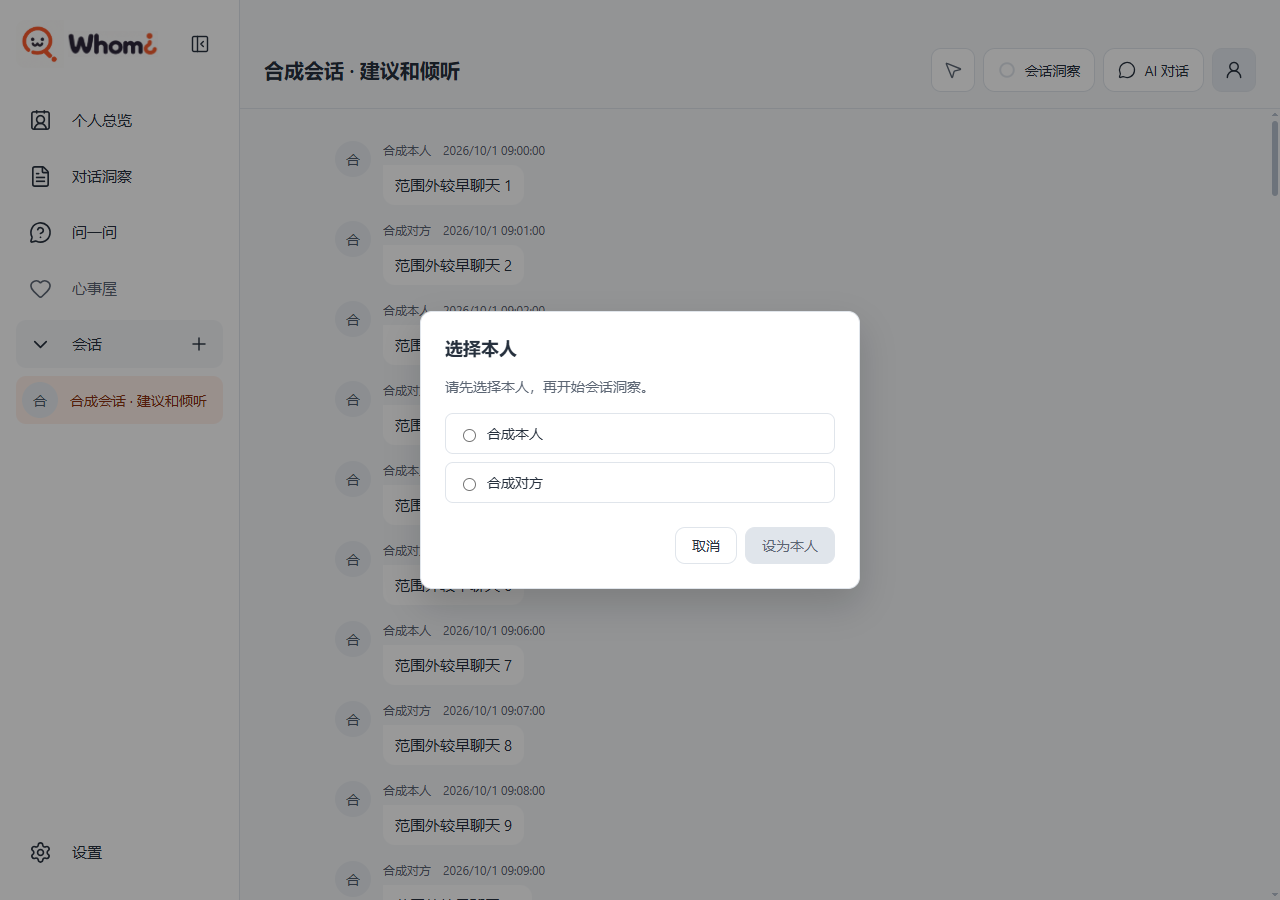 Whomi
个人总览
对话洞察
问一问
心事屋
会话
合 合成会话 · 建议和倾听
设置
合成会话 · 建议和倾听
会话洞察
AI 对话
合 合成本人 2026/10/1 09:00:00
范围外较早聊天 1
合 合成对方 2026/10/1 09:01:00
范围外较早聊天 2
合 合成本人
合 合成对
合 合成本
合 合成对
选择本人
请先选择本人，再开始会话洞察。
合成本人
合成对方
取消
设为本人
合 合成本人 2026/10/1 09:06:00
范围外较早聊天 7
合 合成对方 2026/10/1 09:07:00
范围外较早聊天 8
合 合成本人 2026/10/1 09:08:00
范围外较早聊天 9
合 合成对方 2026/10/1 09:09:00